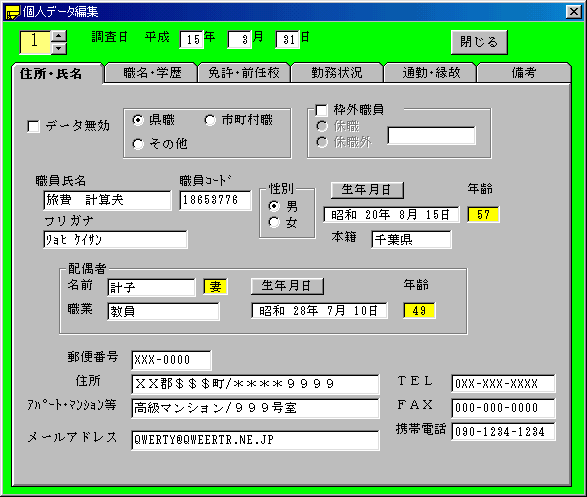 個人データ編集
1 調査日 平成 15年 3月 31日 閉じる
住所・氏名 職名・学歴 免許・前任校 勤務状況 通勤・縁故 備考
データ無効 県職 市町村職 枠外職員
その他 休職
休職外
職員氏名 職員ｺｰﾄﾞ 性別 生年月日 年齢
旅費 計算夫 18653776 男 昭和 20年 8月 15日 57
フリガナ 女 本籍 千葉県
ﾘｮﾋ ｹｲｻﾝ
配偶者
名前 計子 妻 生年月日 年齢
職業 教員 昭和 28年 7月 10日 49
郵便番号 XXX-0000
住所 ＸＸ郡＄＄＄町/＊＊＊＊９９９９ ＴＥＬ 0XX-XXX-XXXX
ｱﾊﾟｰﾄ･ﾏﾝｼｮﾝ等 高級マンション/９９９号室 ＦＡＸ 000-000-0000
メールアドレス QWERTY@QWEERTR.NE.JP 携帯電話 090-1234-1234